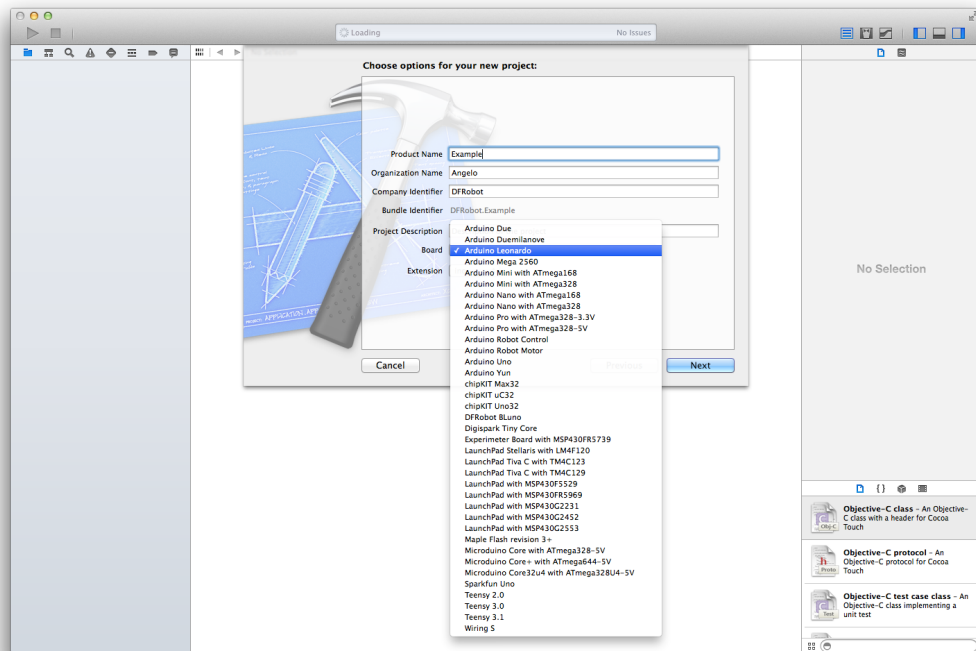 Loading
No Issues
Choose options for your new project:
Product Name Example
Organization Name Angelo
Company Identifier DFRobot
Bundle Identifier DFRobot.Example
Project Description
Board
Extension
Arduino Due
Arduino Duemilanove
✓ Arduino Leonardo
Arduino Mega 2560
Arduino Mini with ATmega168
Arduino Mini with ATmega328
Arduino Nano with ATmega168
Arduino Nano with ATmega328
Arduino Pro with ATmega328-3.3V
Arduino Pro with ATmega328-5V
Arduino Robot Control
Arduino Robot Motor
Arduino Uno
Arduino Yun
chipKIT Max32
chipKIT uC32
chipKIT Uno32
DFRobot BLuno
Digispark Tiny Core
Experimeter Board with MSP430FR5739
LaunchPad Stellaris with LM4F120
LaunchPad Tiva C with TM4C123
LaunchPad Tiva C with TM4C129
LaunchPad with MSP430F5529
LaunchPad with MSP430FR5969
LaunchPad with MSP430G2231
LaunchPad with MSP430G2452
LaunchPad with MSP430G2553
Maple Flash revision 3+
Microduino Core with ATmega328-5V
Microduino Core+ with ATmega644-5V
Microduino Core32u4 with ATmega328U4-5V
Sparkfun Uno
Teensy 2.0
Teensy 3.0
Teensy 3.1
Wiring S
Cancel
Previous
Next
No Selection
Objective-C class - An Objective-
C class with a header for Cocoa
Touch
Obj-C
Objective-C protocol - An
Objective-C protocol for Cocoa
Touch
Proto
Objective-C test case class - An
Objective-C class implementing a
unit test
Test